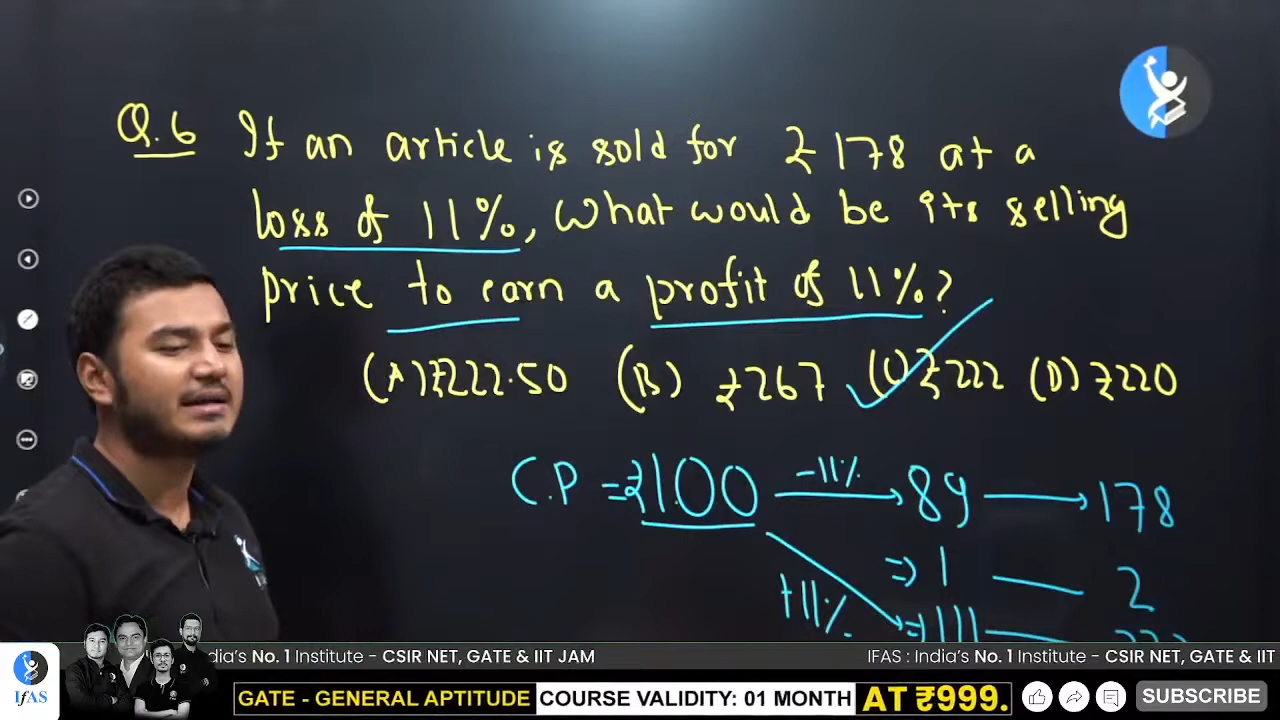 Q.6 If an article is sold for ₹178 at a
loss of 11%, What would be its selling
price to earn a profit of 11%?
(A) ₹222.50 (B) ₹267 (C) ₹222 (D) ₹220
C.P = ₹100 -11% 89 178
⇒ 1 2
+11% ⇒ 111
India's No. 1 Institute - CSIR NET, GATE & IIT JAM
IFAS : India's No. 1 Institute - CSIR NET, GATE & IIT
IFAS
GATE - GENERAL APTITUDE COURSE VALIDITY: 01 MONTH AT ₹999. SUBSCRIBE